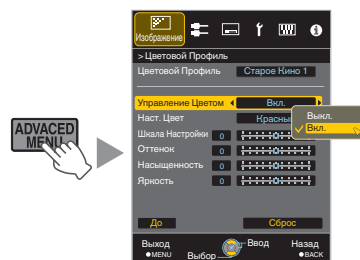 Изображение
> Цветовой Профиль
Цветовой Профиль Старое Кино 1
Управление Цветом Вкл.
Выкл.
Наст. Цвет Красны
Вкл.
Шкала Настройки 0
Оттенок 0
Насыщенность 0
Яркость 0
ADVACED
MENU
До Сброс
Выход Ввод Назад
MENU Выбор BACK